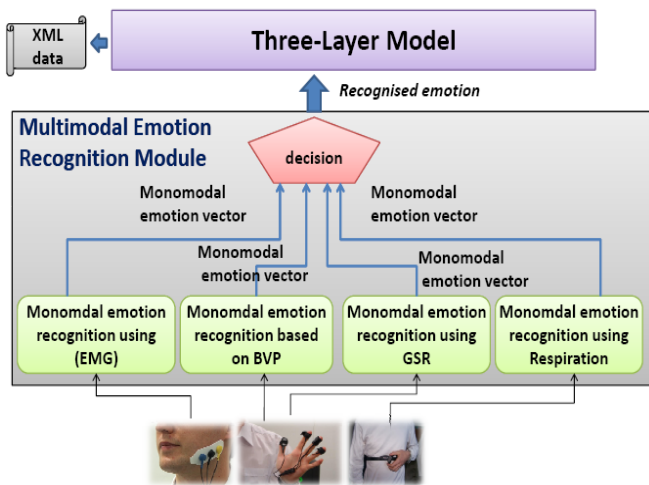 XML
data
Three-Layer Model
Recognised emotion
Multimodal Emotion
Recognition Module
decision
Monomodal
emotion vector
Monomodal
emotion vector
Monomodal
emotion vector
Monomodal
emotion vector
Monomdal emotion
recognition using
(EMG)
Monomdal emotion
recognition based
on BVP
Monomdal emotion
recognition using
GSR
Monomdal emotion
recognition using
Respiration